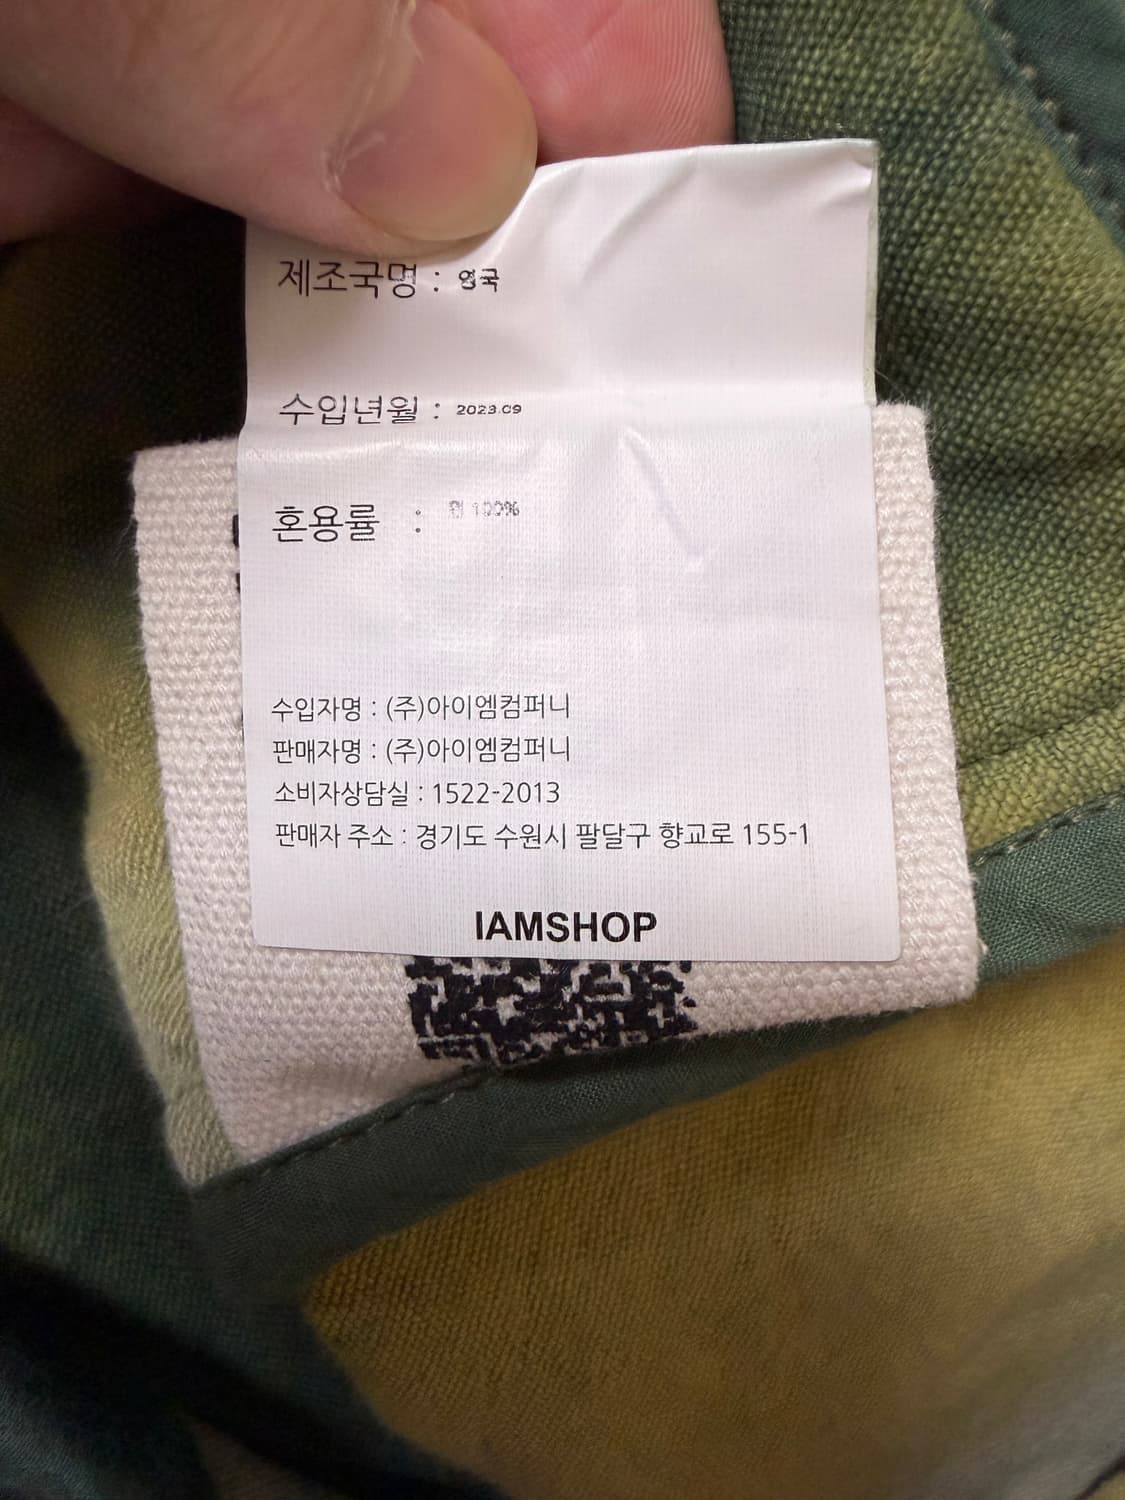 제조국명 : 영국
수입년월 : 2023.09
혼용률 : 면 100%
수입자명 : (주)아이엠컴퍼니
판매자명 : (주)아이엠컴퍼니
소비자상담실 : 1522-2013
판매자 주소 : 경기도 수원시 팔달구 향교로 155-1
IAMSHOP